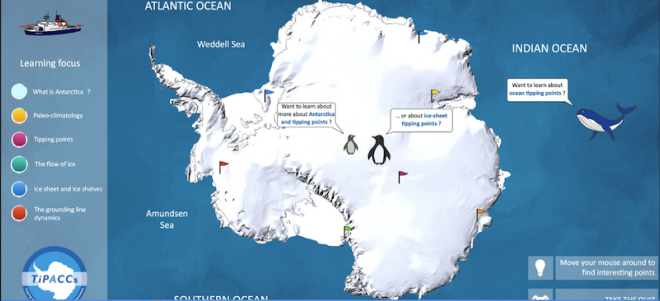 ATLANTIC OCEAN
Weddell Sea
INDIAN OCEAN
Learning focus
What is Antarctica ?
Paleo-climatology
Tipping points
The flow of ice
Ice sheet and ice shelves
The grounding line
dynamics
Want to learn about
more about Antarctica
and tipping points ?
... or about ice-sheet
tipping points ?
Want to learn about
ocean tipping points ?
Amundsen
Sea
TiPACCs
SOUTHERN OCEAN
Move your mouse around to
find interesting points
TAKE THE QUIZ